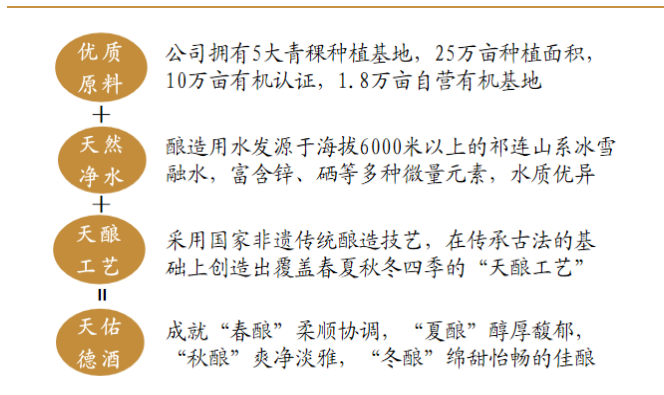 优质
原料
公司拥有5大青稞种植基地，25万亩种植面积，
10万亩有机认证，1.8万亩自营有机基地
+
天然
净水
酿造用水发源于海拔6000米以上的祁连山系冰雪
融水，富含锌、硒等多种微量元素，水质优异
+
天酿
工艺
采用国家非遗传统酿造技艺，在传承古法的基
础上创造出覆盖春夏秋冬四季的“天酿工艺”
=
天佑
德酒
成就“春酿”柔顺协调，“夏酿”醇厚馥郁，
“秋酿”爽净淡雅，“冬酿”绵甜怡畅的佳酿